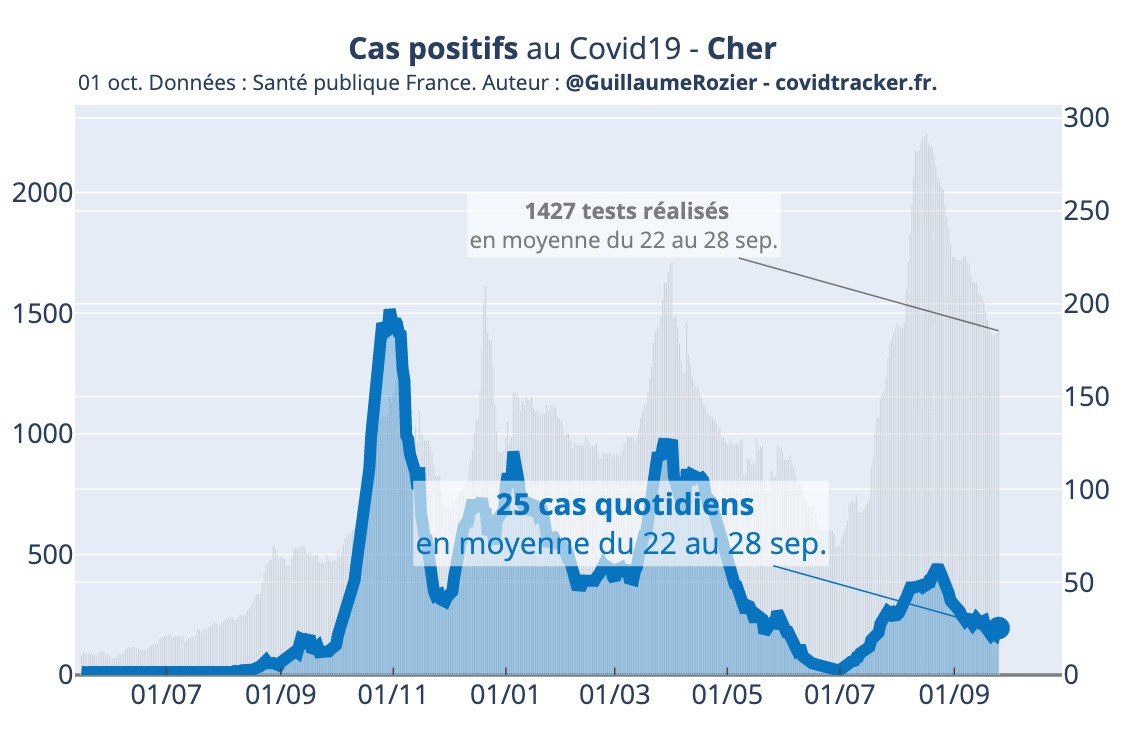 Cas positifs au Covid19 - Cher
01 oct. Données : Santé publique France. Auteur : @GuillaumeRozier - covidtracker.fr.
300
2000
250
1427 tests réalisés
en moyenne du 22 au 28 sep.
1500
200
150
1000
100
25 cas quotidiens
en moyenne du 22 au 28 sep.
500
50
0
0
01/07 01/09 01/11 01/01 01/03 01/05 01/07 01/09